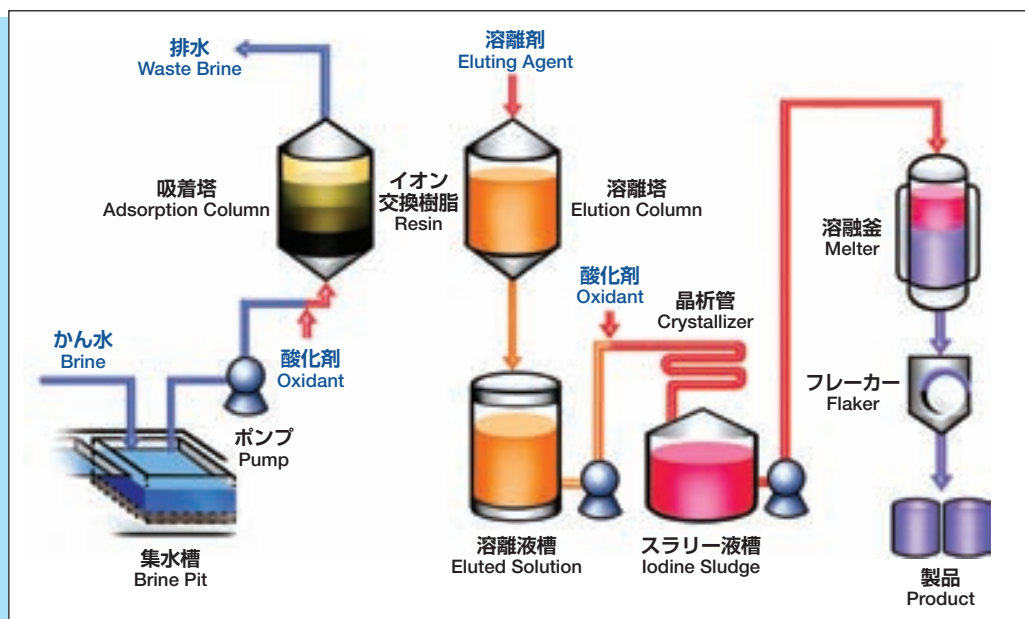 排水
Waste Brine
溶離剤
Eluting Agent
吸着塔
Adsorption Column
イオン
交換樹脂
Resin
溶離塔
Elution Column
溶融釜
Melter
酸化剤
Oxidant
晶析管
Crystallizer
かん水
Brine
酸化剤
Oxidant
フレーカー
Flaker
ポンプ
Pump
集水槽
Brine Pit
溶離液槽
Eluted Solution
スラリー液槽
Iodine Sludge
製品
Product